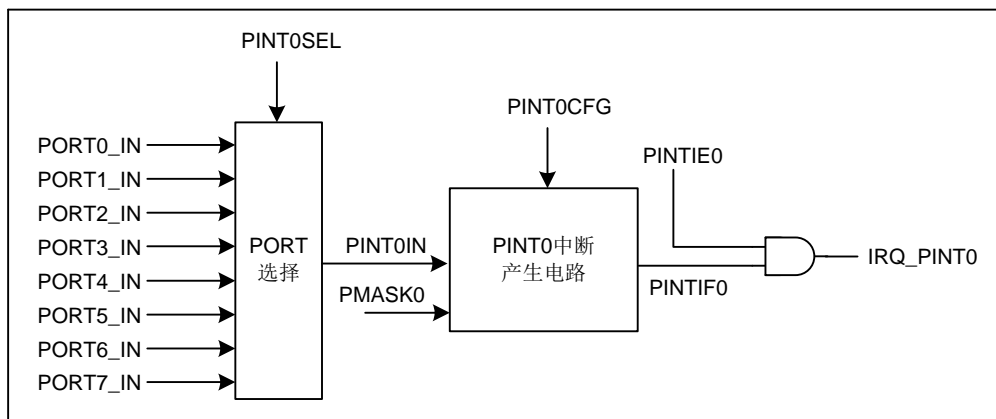 PINT0SEL
PINT0CFG
PINTIE0
PORT0_IN
PORT1_IN
PORT2_IN
PORT3_IN
PORT4_IN
PORT5_IN
PORT6_IN
PORT7_IN
PORT
选择
PINT0IN
PMASK0
PINT0中断
产生电路
PINTIF0
IRQ_PINT0